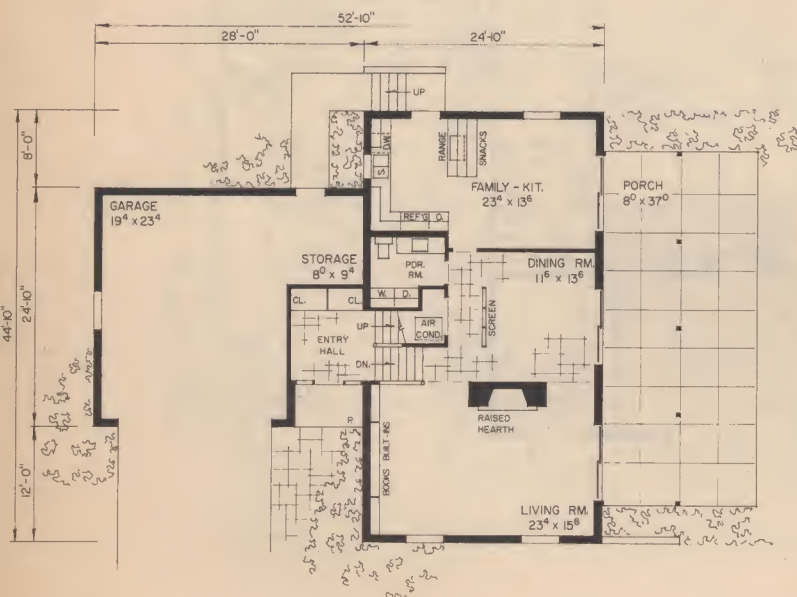 52'-10"
28'-0"
24'-10"
UP
8'-0"
D.W.
S.
RANGE
SNACKS
FAMILY - KIT.
23⁴ x 13⁶
PORCH
8⁰ x 37⁰
GARAGE
19⁴ x 23⁴
REF'G
O.
STORAGE
8⁰ x 9⁴
PDR.
RM.
DINING RM.
11⁶ x 13⁶
44'-10"
24'-10"
CL.
CL.
W.
D.
UP
AIR
COND.
SCREEN
ENTRY
HALL
DN.
R.
RAISED
HEARTH
BOOKS BUILT-INS
12'-0"
LIVING RM.
23⁴ x 15⁸